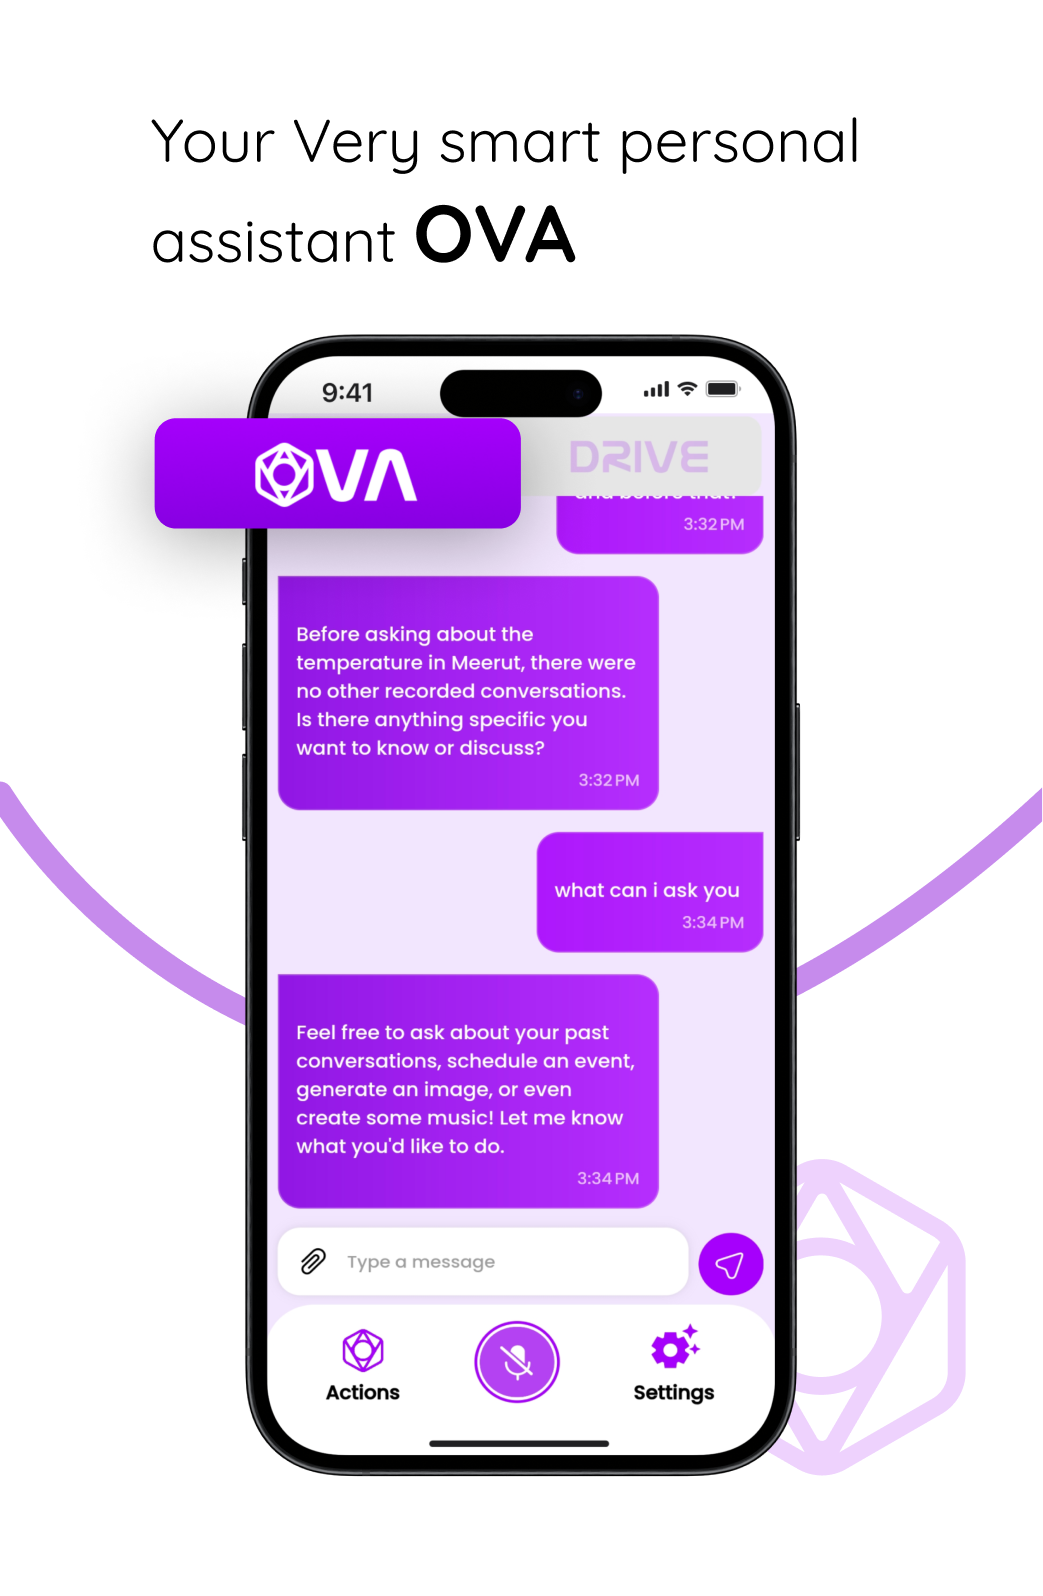 Your Very smart personal
assistant OVA
9:41
OVA
DRIVE
and before that?
3:32 PM
Before asking about the
temperature in Meerut, there were
no other recorded conversations.
Is there anything specific you
want to know or discuss?
3:32 PM
what can i ask you
3:34 PM
Feel free to ask about your past
conversations, schedule an event,
generate an image, or even
create some music! Let me know
what you'd like to do.
3:34 PM
Type a message
Actions
Settings